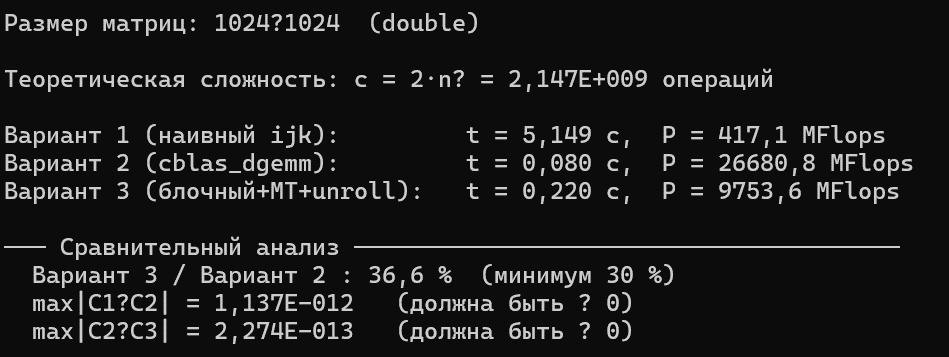 Размер матриц: 1024?1024  (double)
Теоретическая сложность: c = 2·n? = 2,147E+009 операций
Вариант 1 (наивный ijk):         t = 5,149 с,  P = 417,1 MFlops
Вариант 2 (cblas_dgemm):         t = 0,080 с,  P = 26680,8 MFlops
Вариант 3 (блочный+MT+unroll):   t = 0,220 с,  P = 9753,6 MFlops
─── Сравнительный анализ ───────────────────────────────────────
  Вариант 3 / Вариант 2 : 36,6 %  (минимум 30 %)
  max|C1?C2| = 1,137E-012   (должна быть ? 0)
  max|C2?C3| = 2,274E-013   (должна быть ? 0)